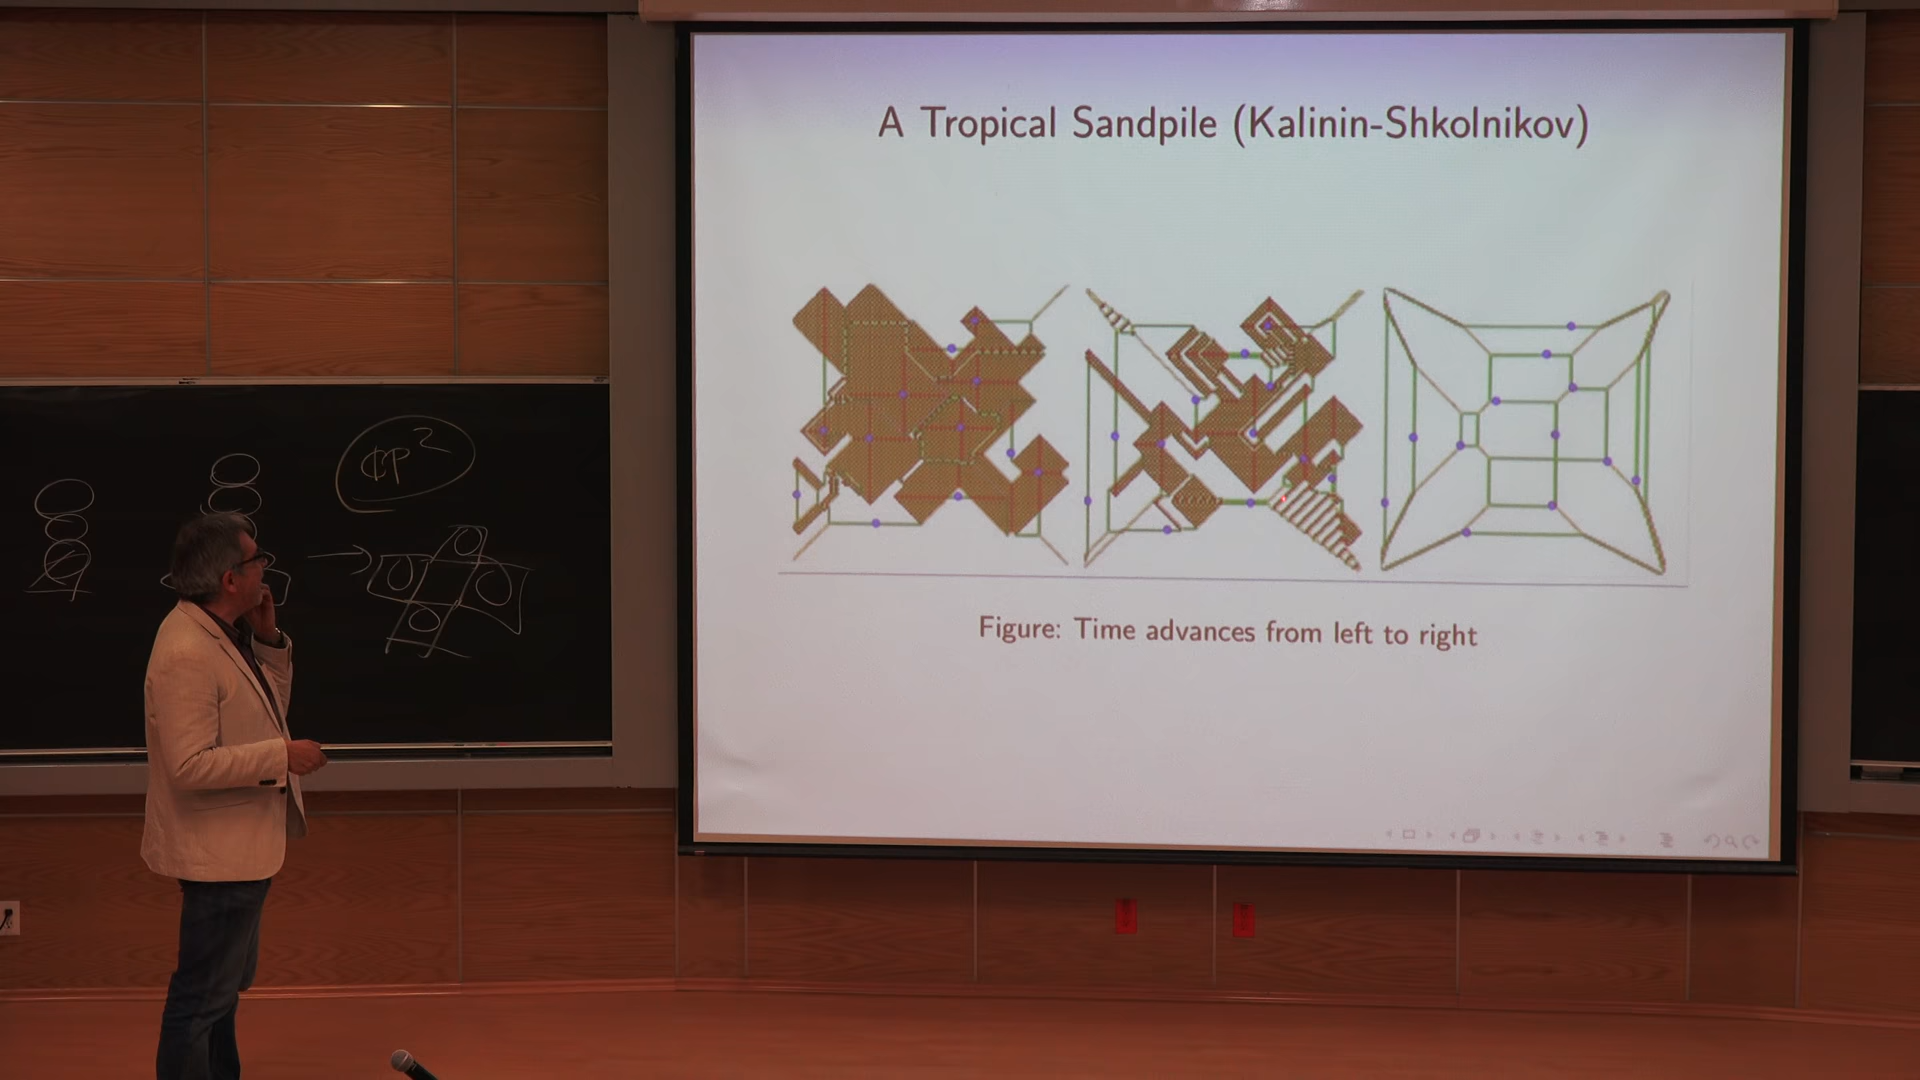 A Tropical Sandpile (Kalinin-Shkolnikov)
Figure: Time advances from left to right
ℂP²